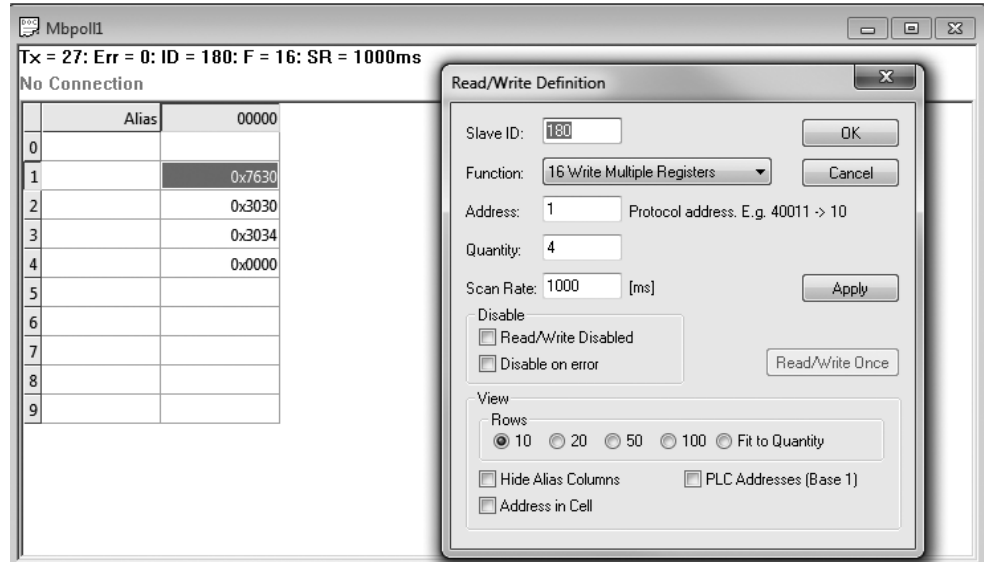 Mbpoll1
Tx = 27: Err = 0: ID = 180: F = 16: SR = 1000ms
No Connection
Alias 00000
0
1 0x7630
2 0x3030
3 0x3034
4 0x0000
5
6
7
8
9
Read/Write Definition
Slave ID: 180 OK
Function: 16 Write Multiple Registers Cancel
Address: 1 Protocol address. E.g. 40011 -> 10
Quantity: 4
Scan Rate: 1000 [ms] Apply
Disable
Read/Write Disabled
Disable on error Read/Write Once
View
Rows
10 20 50 100 Fit to Quantity
Hide Alias Columns PLC Addresses (Base 1)
Address in Cell